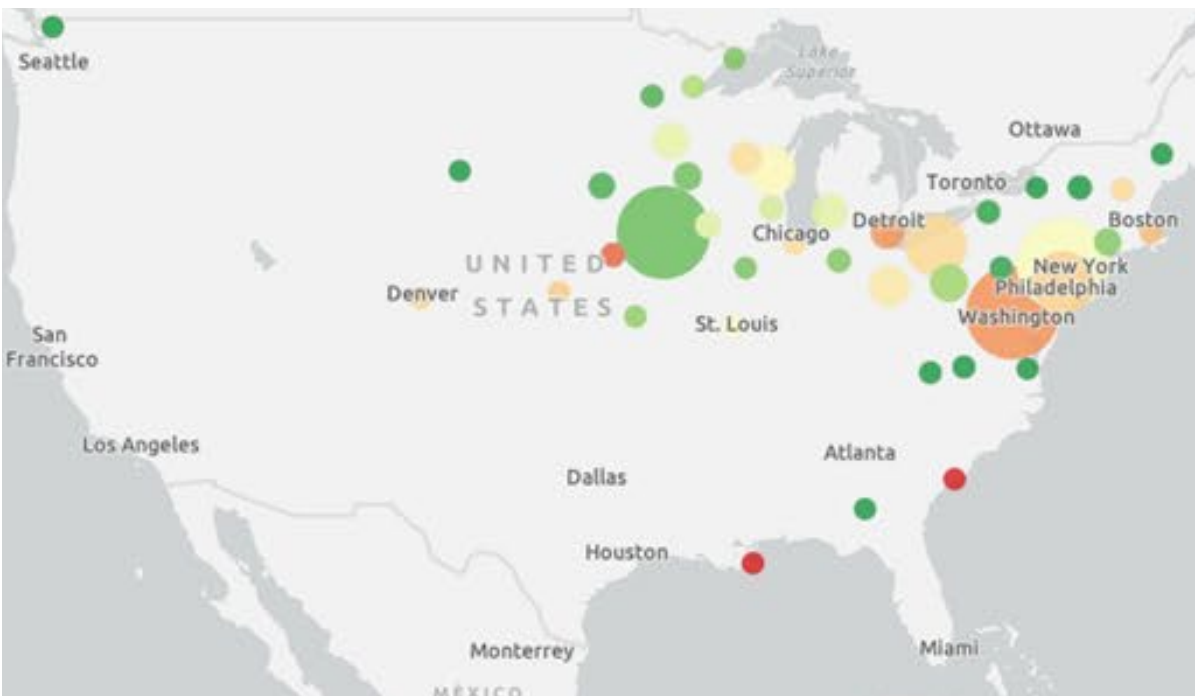 Seattle
Lake
Superior
Ottawa
Toronto
Boston
Detroit
Chicago
New York
Philadelphia
Washington
UNITED
STATES
Denver
St. Louis
San
Francisco
Los Angeles
Atlanta
Dallas
Houston
Monterrey
Miami
MÉXICO